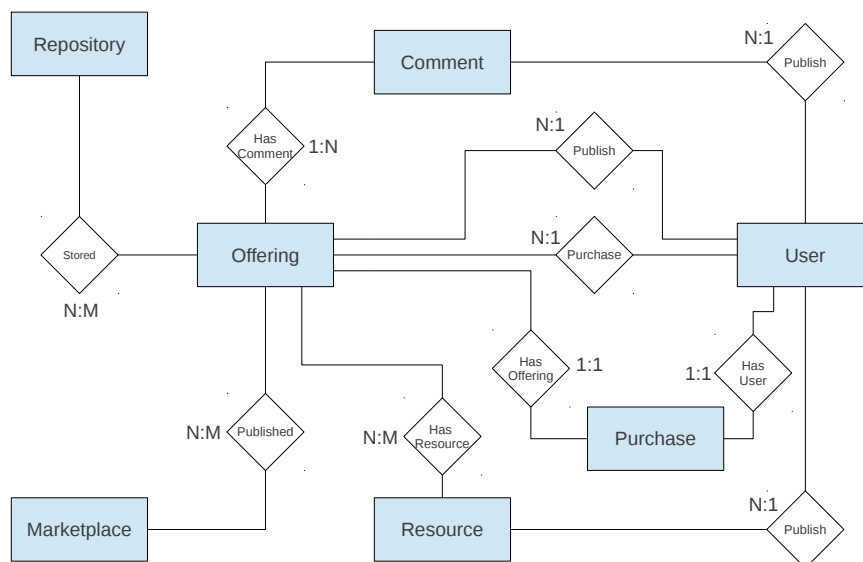 Repository
Comment
N:1
Publish
Has
Comment
1:N
N:1
Publish
Stored
N:M
Offering
N:1
Purchase
User
Has
Offering
1:1
1:1
Has
User
N:M
Published
N:M
Has
Resource
Purchase
Marketplace
Resource
N:1
Publish